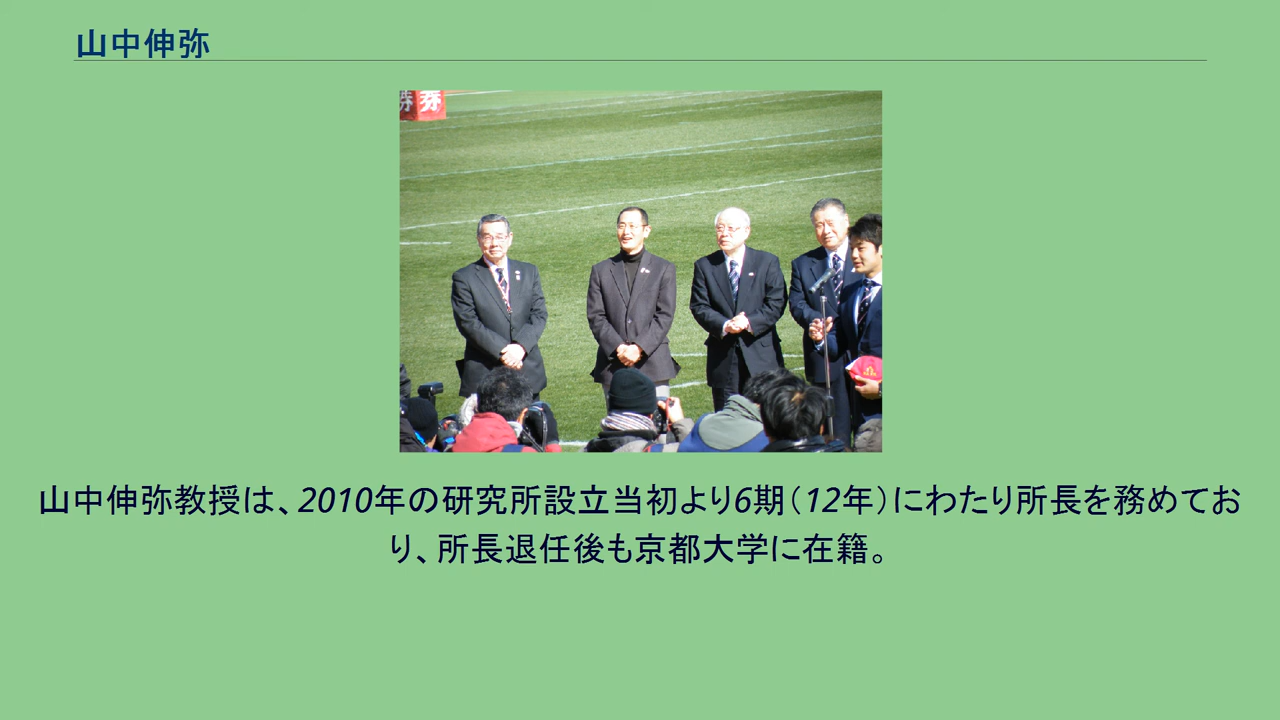 山中伸弥
弥
山中伸弥教授は、2010年の研究所設立当初より6期（12年）にわたり所長を務めてお
り、所長退任後も京都大学に在籍。